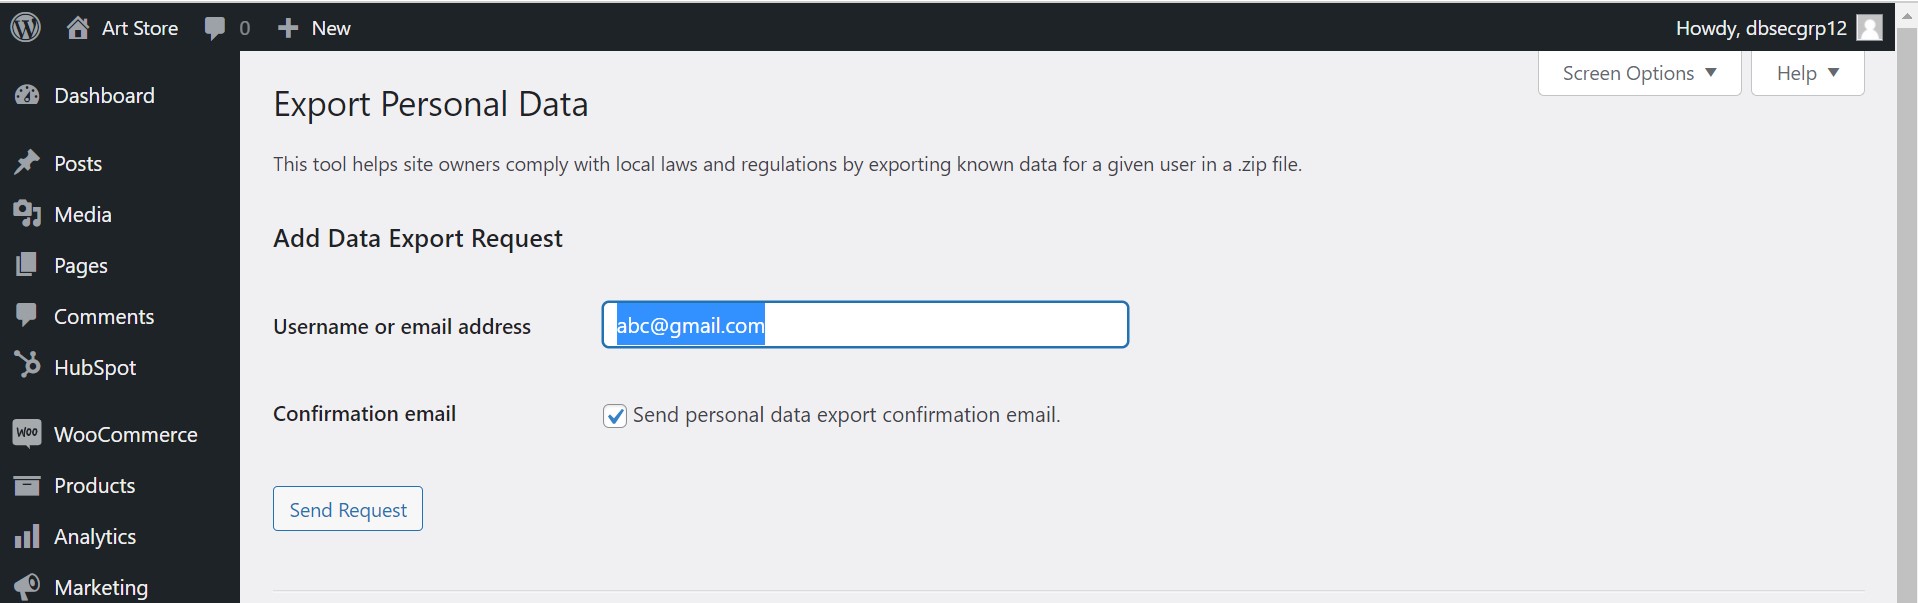 Art Store 0 New Howdy, dbsecgrp12
Screen Options Help
Dashboard
Posts
Media
Pages
Comments
HubSpot
WOO WooCommerce
Products
Analytics
Marketing
Export Personal Data
This tool helps site owners comply with local laws and regulations by exporting known data for a given user in a .zip file.
Add Data Export Request
Username or email address abc@gmail.com
Confirmation email Send personal data export confirmation email.
Send Request